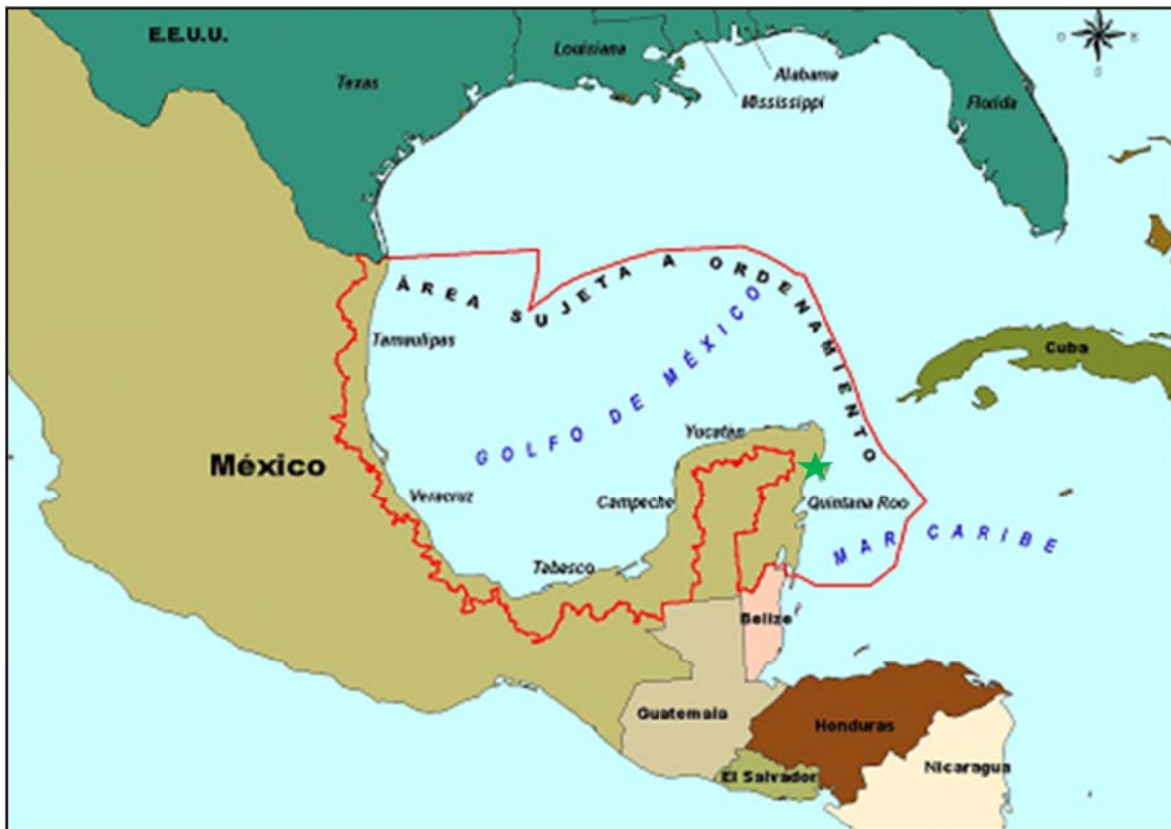 E.E.U.U.
Texas
Louisiana
Alabama
Mississippi
Florida
ÁREA SUJETA A ORDENAMIENTO
GOLFO DE MÉXICO
Tamaulipas
Cuba
Yucatan
México
Veracruz
Campeche
Quintana Roo
MAR CARIBE
Tabasco
Belize
Guatemala
Honduras
El Salvador
Nicaragua